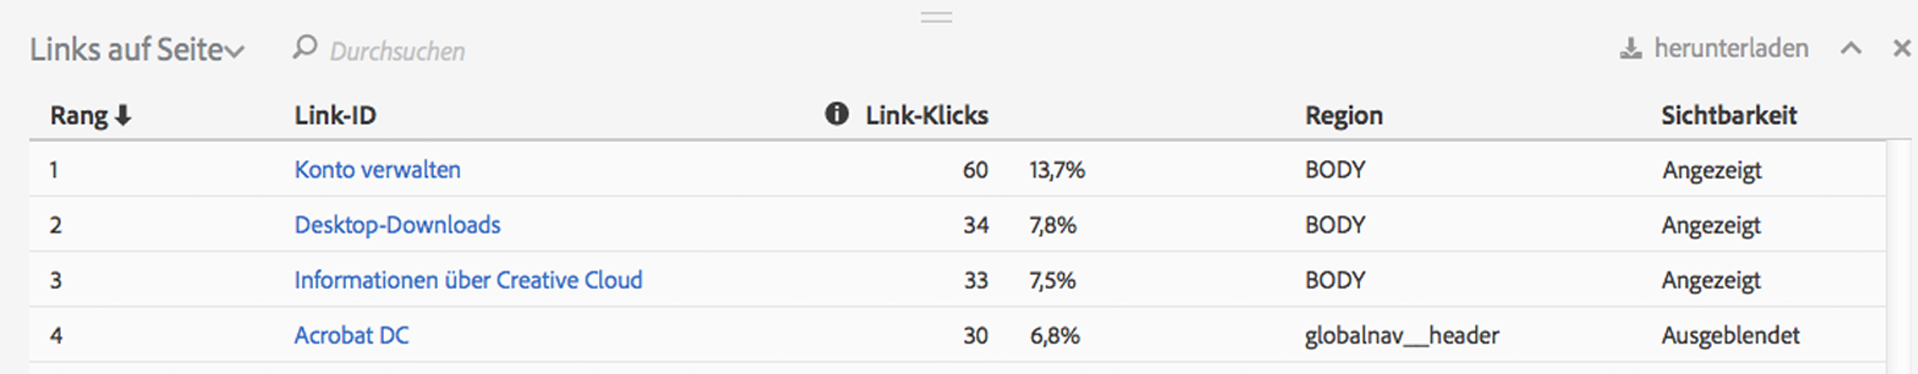 Links auf Seite Durchsuchen herunterladen
Rang Link-ID Link-Klicks Region Sichtbarkeit
1 Konto verwalten 60 13,7% BODY Angezeigt
2 Desktop-Downloads 34 7,8% BODY Angezeigt
3 Informationen über Creative Cloud 33 7,5% BODY Angezeigt
4 Acrobat DC 30 6,8% globalnav__header Ausgeblendet